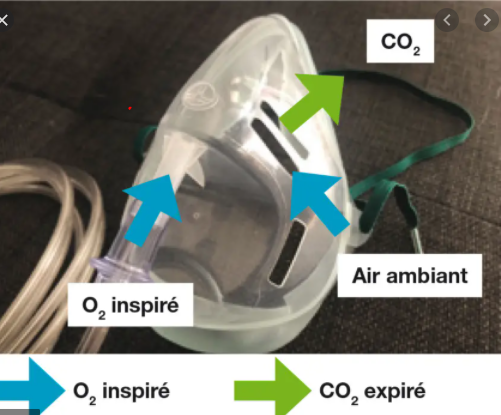 CO₂
O₂ inspiré
Air ambiant
O₂ inspiré
CO₂ expiré